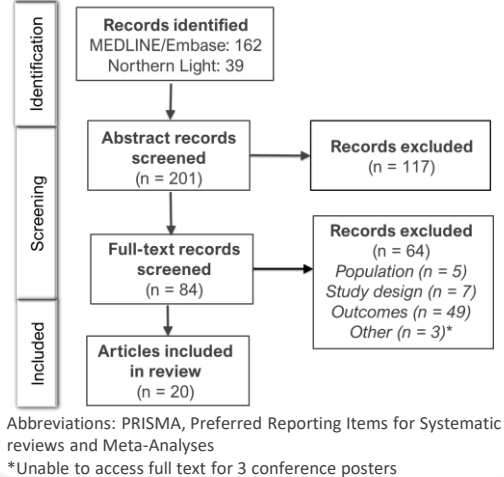 Identification
Records identified
MEDLINE/Embase: 162
Northern Light: 39
Screening
Abstract records
screened
(n = 201)
Records excluded
(n = 117)
Full-text records
screened
(n = 84)
Records excluded
(n = 64)
Population (n = 5)
Study design (n = 7)
Outcomes (n = 49)
Other (n = 3)*
Included
Articles included
in review
(n = 20)
Abbreviations: PRISMA, Preferred Reporting Items for Systematic
reviews and Meta-Analyses
*Unable to access full text for 3 conference posters